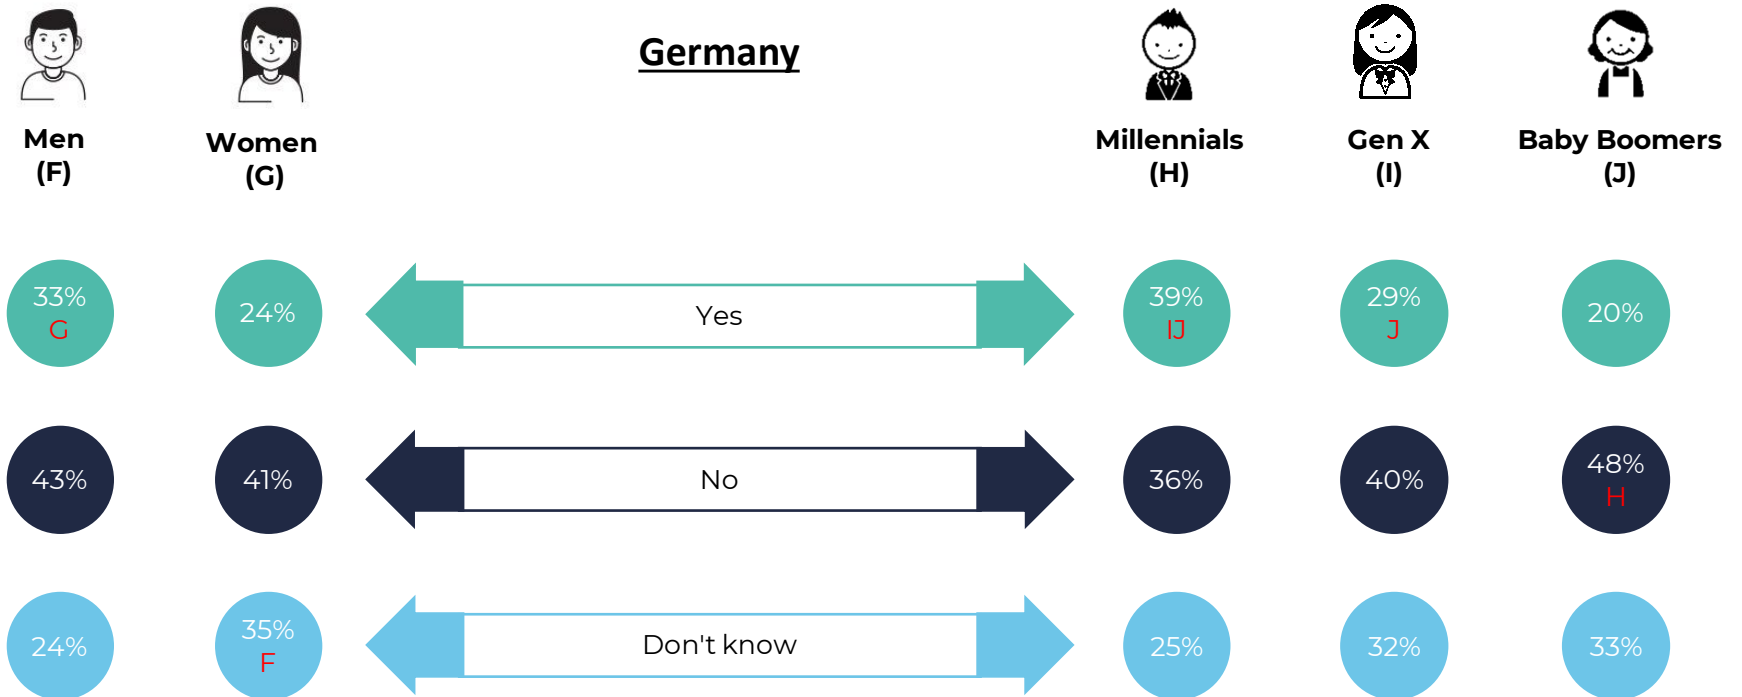 Germany
Men
(F)
Women
(G)
Millennials
(H)
Gen X
(I)
Baby Boomers
(J)
33%
G
24%
Yes
39%
IJ
29%
J
20%
43%
41%
No
36%
40%
48%
H
24%
35%
F
Don't know
25%
32%
33%